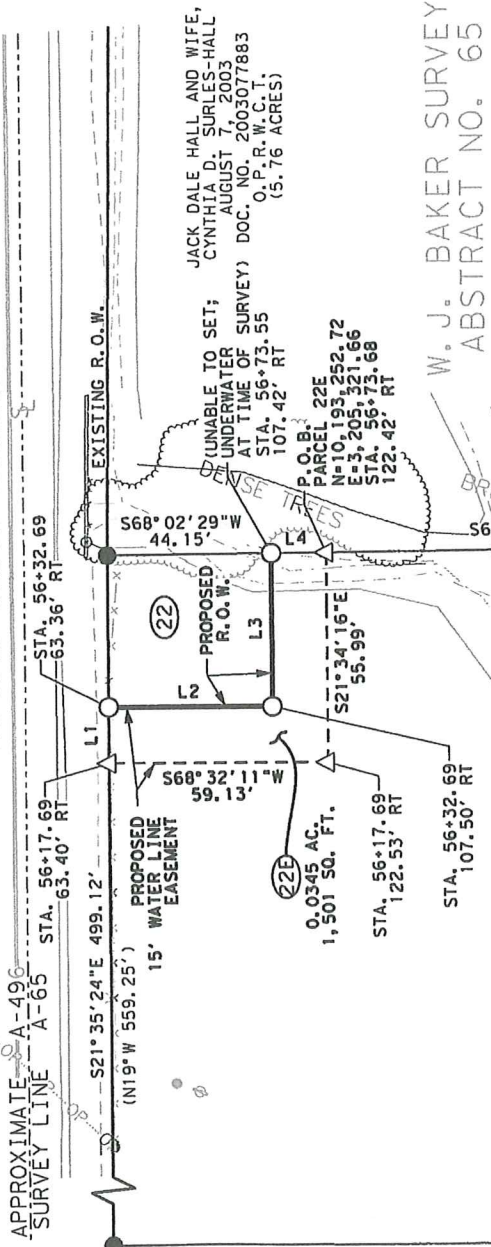 APPROXIMATE A-496
SURVEY LINE A-65
OP
S21°35'24"E 499.12'
(N19°W 559.25')
STA. 56+17.69
63.40' RT
STA. 56+32.69
63.36' RT
EXISTING R.O.W.
L1
PROPOSED
15' WATER LINE
EASEMENT
22
S68°02'29"W
44.15'
PROPOSED
R.O.W.
L2
L3
L4
S68°32'11"W
59.13'
S21°34'16"E
55.99'
22E
0.0345 AC.
1,501 SQ. FT.
STA. 56+17.69
122.53' RT
STA. 56+32.69
107.50' RT
DENSE TREES
JACK DALE HALL AND WIFE,
CYNTHIA D. SURLES-HALL
AUGUST 7, 2003
DOC. NO. 20030077883
O.P.R.W.C.T.
(5.76 ACRES)
(UNABLE TO SET;
UNDERWATER
AT TIME OF SURVEY)
STA. 56+73.55
107.42' RT
P.O.B.
PARCEL 22E
N=10,193,252.72
E=3,205,321.66
STA. 56+73.68
122.42' RT
W. J. BAKER SURVEY
ABSTRACT NO. 65
BR
S6